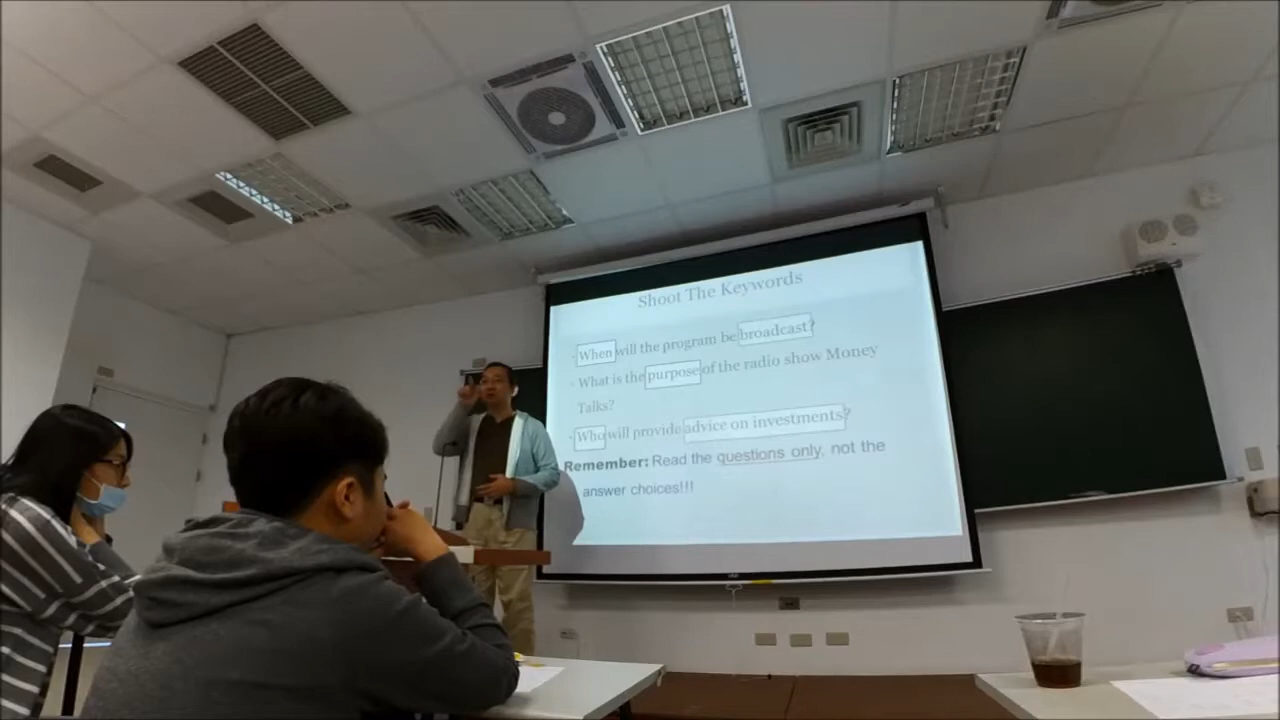 Shoot The Keywords
· When will the program be broadcast?
· What is the purpose of the radio show Money
Talks?
· Who will provide advice on investments?
Remember: Read the questions only, not the
answer choices!!!